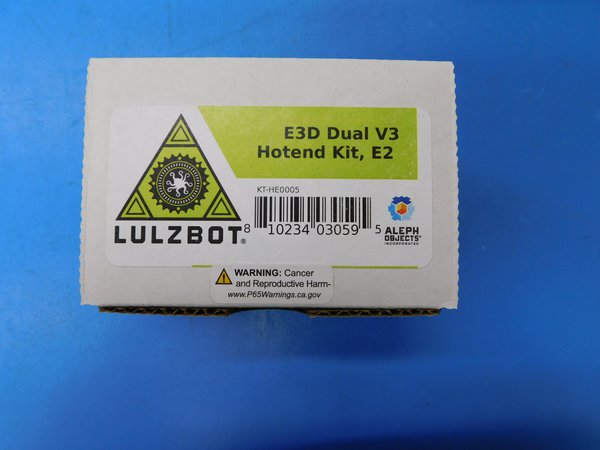 E3D Dual V3
Hotend Kit, E2
KT-HE0005
8 10234 03059 5
LULZBOT®
ALEPH
OBJECTS®
INCORPORATED
WARNING: Cancer
and Reproductive Harm-
www.P65Warnings.ca.gov